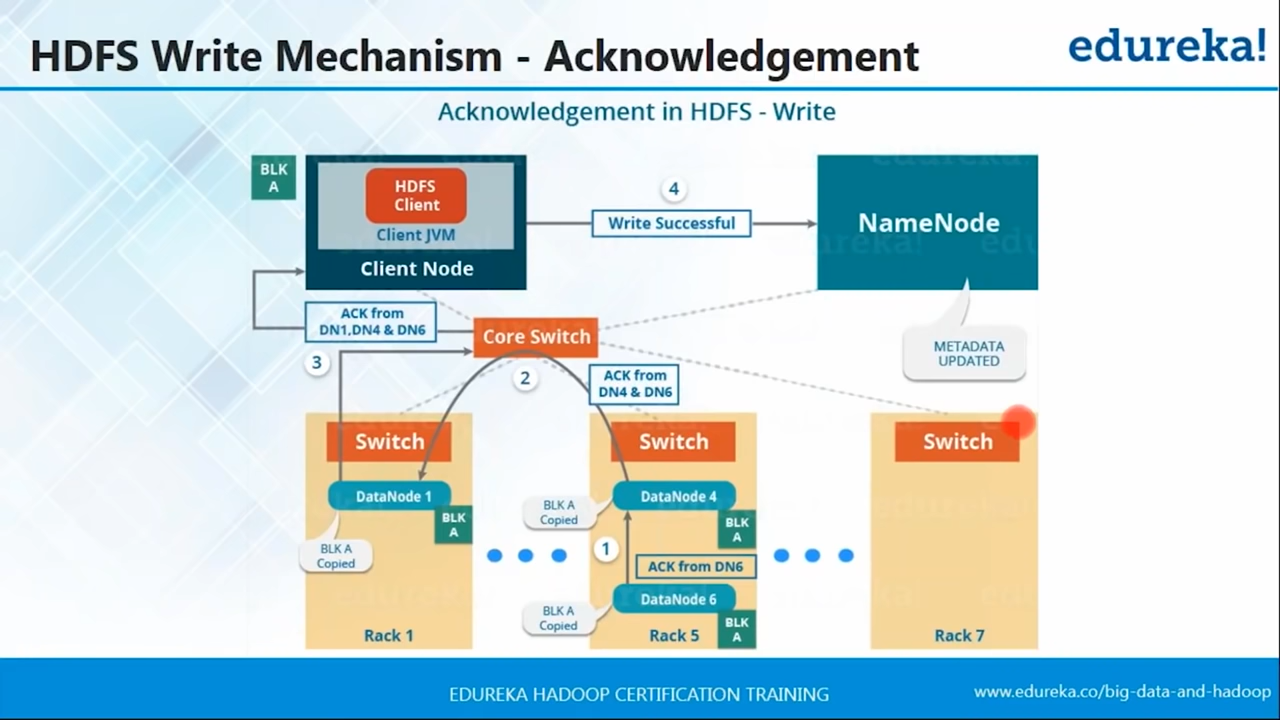 HDFS Write Mechanism - Acknowledgement
edureka!
Acknowledgement in HDFS - Write
BLK
A
HDFS
Client
Client JVM
Client Node
4
Write Successful
NameNode
ACK from
DN1,DN4 & DN6
Core Switch
METADATA
UPDATED
3
2
ACK from
DN4 & DN6
Switch
Switch
Switch
DataNode 1
BLK
A
BLK A
Copied
DataNode 4
BLK A
Copied
BLK
A
1
ACK from DN6
DataNode 6
BLK A
Copied
BLK
A
Rack 1
Rack 5
Rack 7
EDUREKA HADOOP CERTIFICATION TRAINING
www.edureka.co/big-data-and-hadoop